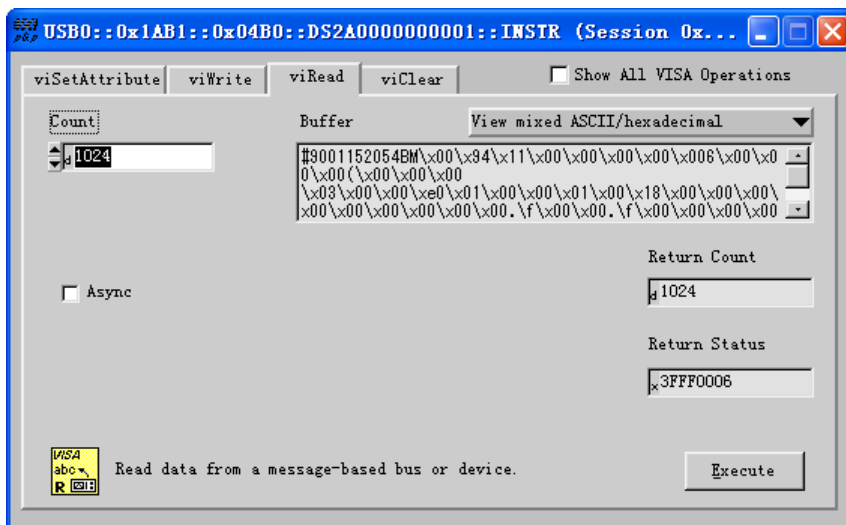 USB0::0x1AB1::0x04B0::DS2A0000000001::INSTR (Session 0x...
viSetAttribute viWrite viRead viClear Show All VISA Operations
Count Buffer View mixed ASCII/hexadecimal
d 1024
#9001152054BM\x00\x94\x11\x00\x00\x00\x00\x006\x00\x0
0\x00(\x00\x00\x00
\x03\x00\x00\xe0\x01\x00\x00\x01\x00\x18\x00\x00\x00\
x00\x00\x00\x00\x00\x00.\f\x00\x00.\f\x00\x00\x00\x00
Return Count
Async d 1024
Return Status
x 3FFF0006
VISA
abc
R
Read data from a message-based bus or device.
Execute